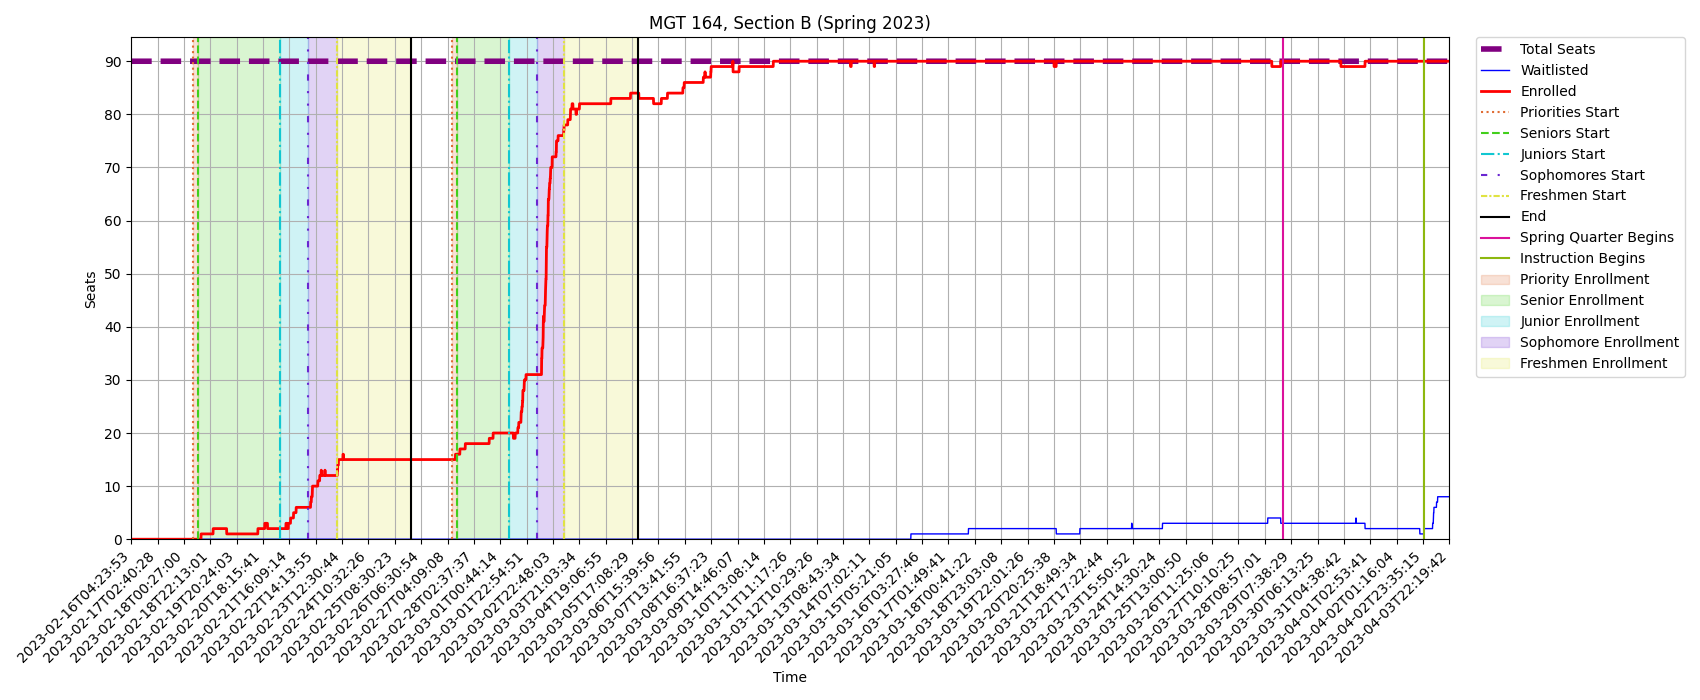 MGT 164, Section B (Spring 2023)
Seats
90
80
70
60
50
40
30
20
10
0
2023-02-16T04:23:53
2023-02-17T02:40:28
2023-02-18T00:27:00
2023-02-18T22:13:01
2023-02-19T20:24:03
2023-02-20T18:15:41
2023-02-21T16:09:14
2023-02-22T14:13:55
2023-02-23T12:30:44
2023-02-24T10:32:26
2023-02-25T08:30:23
2023-02-26T06:30:54
2023-02-27T04:09:08
2023-02-28T02:37:37
2023-03-01T00:44:14
2023-03-01T22:54:51
2023-03-02T22:48:03
2023-03-03T21:03:34
2023-03-04T19:06:55
2023-03-05T17:08:29
2023-03-06T15:39:56
2023-03-07T13:41:55
2023-03-08T16:37:23
2023-03-09T14:46:07
2023-03-10T13:08:14
2023-03-11T11:17:26
2023-03-12T10:29:26
2023-03-13T08:43:34
2023-03-14T07:02:11
2023-03-15T05:21:05
2023-03-16T03:27:46
2023-03-17T01:49:41
2023-03-18T00:41:22
2023-03-18T23:03:08
2023-03-19T22:01:26
2023-03-20T20:25:38
2023-03-21T18:49:34
2023-03-22T17:22:44
2023-03-23T15:50:52
2023-03-24T14:30:24
2023-03-25T13:00:50
2023-03-26T11:25:06
2023-03-27T10:10:25
2023-03-28T08:57:01
2023-03-29T07:38:29
2023-03-30T06:13:25
2023-03-31T04:38:42
2023-04-01T02:53:41
2023-04-02T01:16:04
2023-04-02T23:35:15
2023-04-03T22:19:42
Time
Total Seats
Waitlisted
Enrolled
Priorities Start
Seniors Start
Juniors Start
Sophomores Start
Freshmen Start
End
Spring Quarter Begins
Instruction Begins
Priority Enrollment
Senior Enrollment
Junior Enrollment
Sophomore Enrollment
Freshmen Enrollment